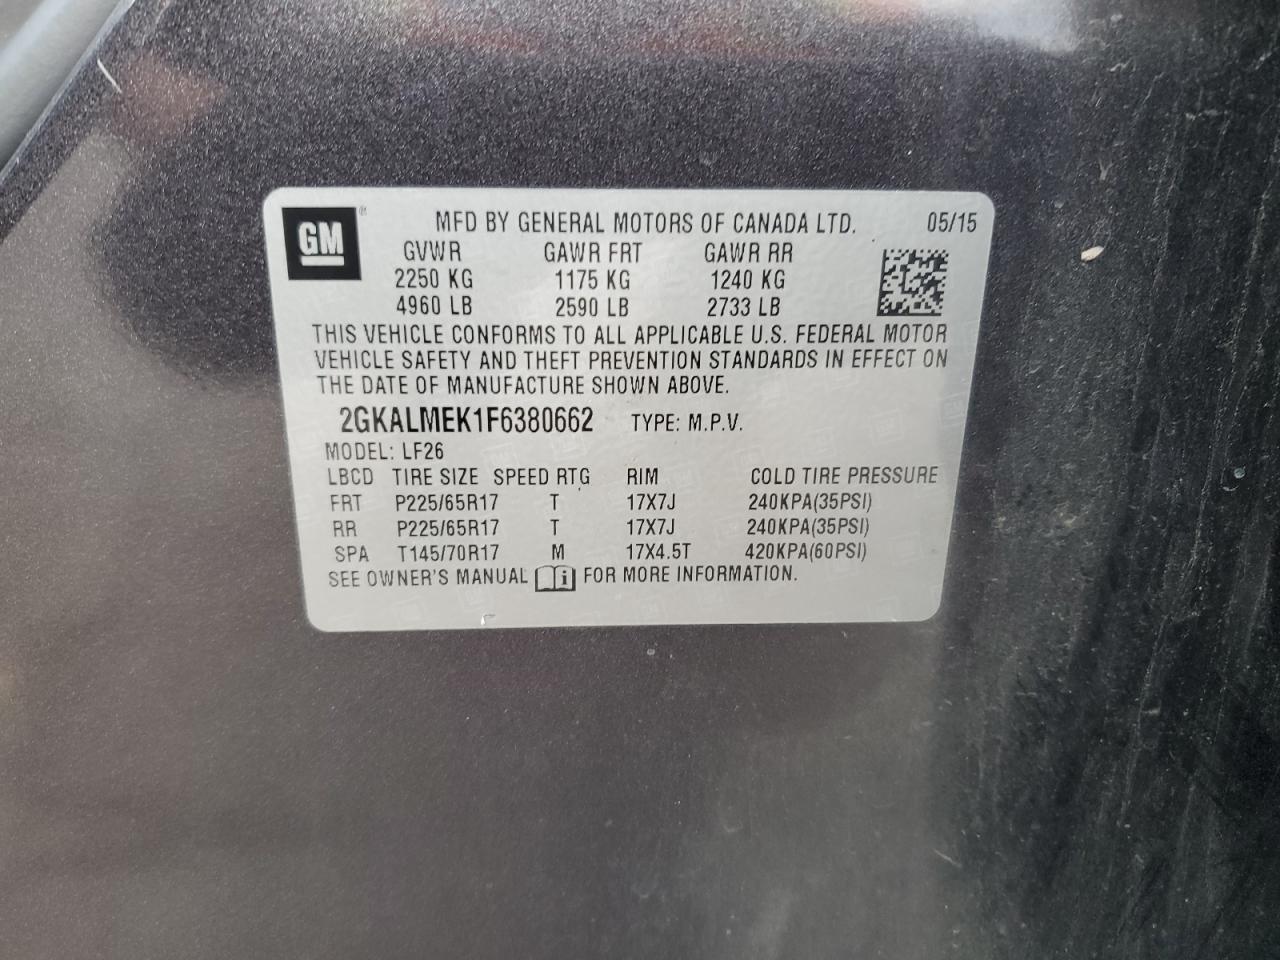 GM ® MFD BY GENERAL MOTORS OF CANADA LTD. 05/15
GVWR GAWR FRT GAWR RR
2250 KG 1175 KG 1240 KG
4960 LB 2590 LB 2733 LB
THIS VEHICLE CONFORMS TO ALL APPLICABLE U.S. FEDERAL MOTOR
VEHICLE SAFETY AND THEFT PREVENTION STANDARDS IN EFFECT ON
THE DATE OF MANUFACTURE SHOWN ABOVE.
2GKALMEK1F6380662 TYPE: M.P.V.
MODEL: LF26
LBCD TIRE SIZE SPEED RTG RIM COLD TIRE PRESSURE
FRT P225/65R17 T 17X7J 240KPA(35PSI)
RR P225/65R17 T 17X7J 240KPA(35PSI)
SPA T145/70R17 M 17X4.5T 420KPA(60PSI)
SEE OWNER'S MANUAL i FOR MORE INFORMATION.